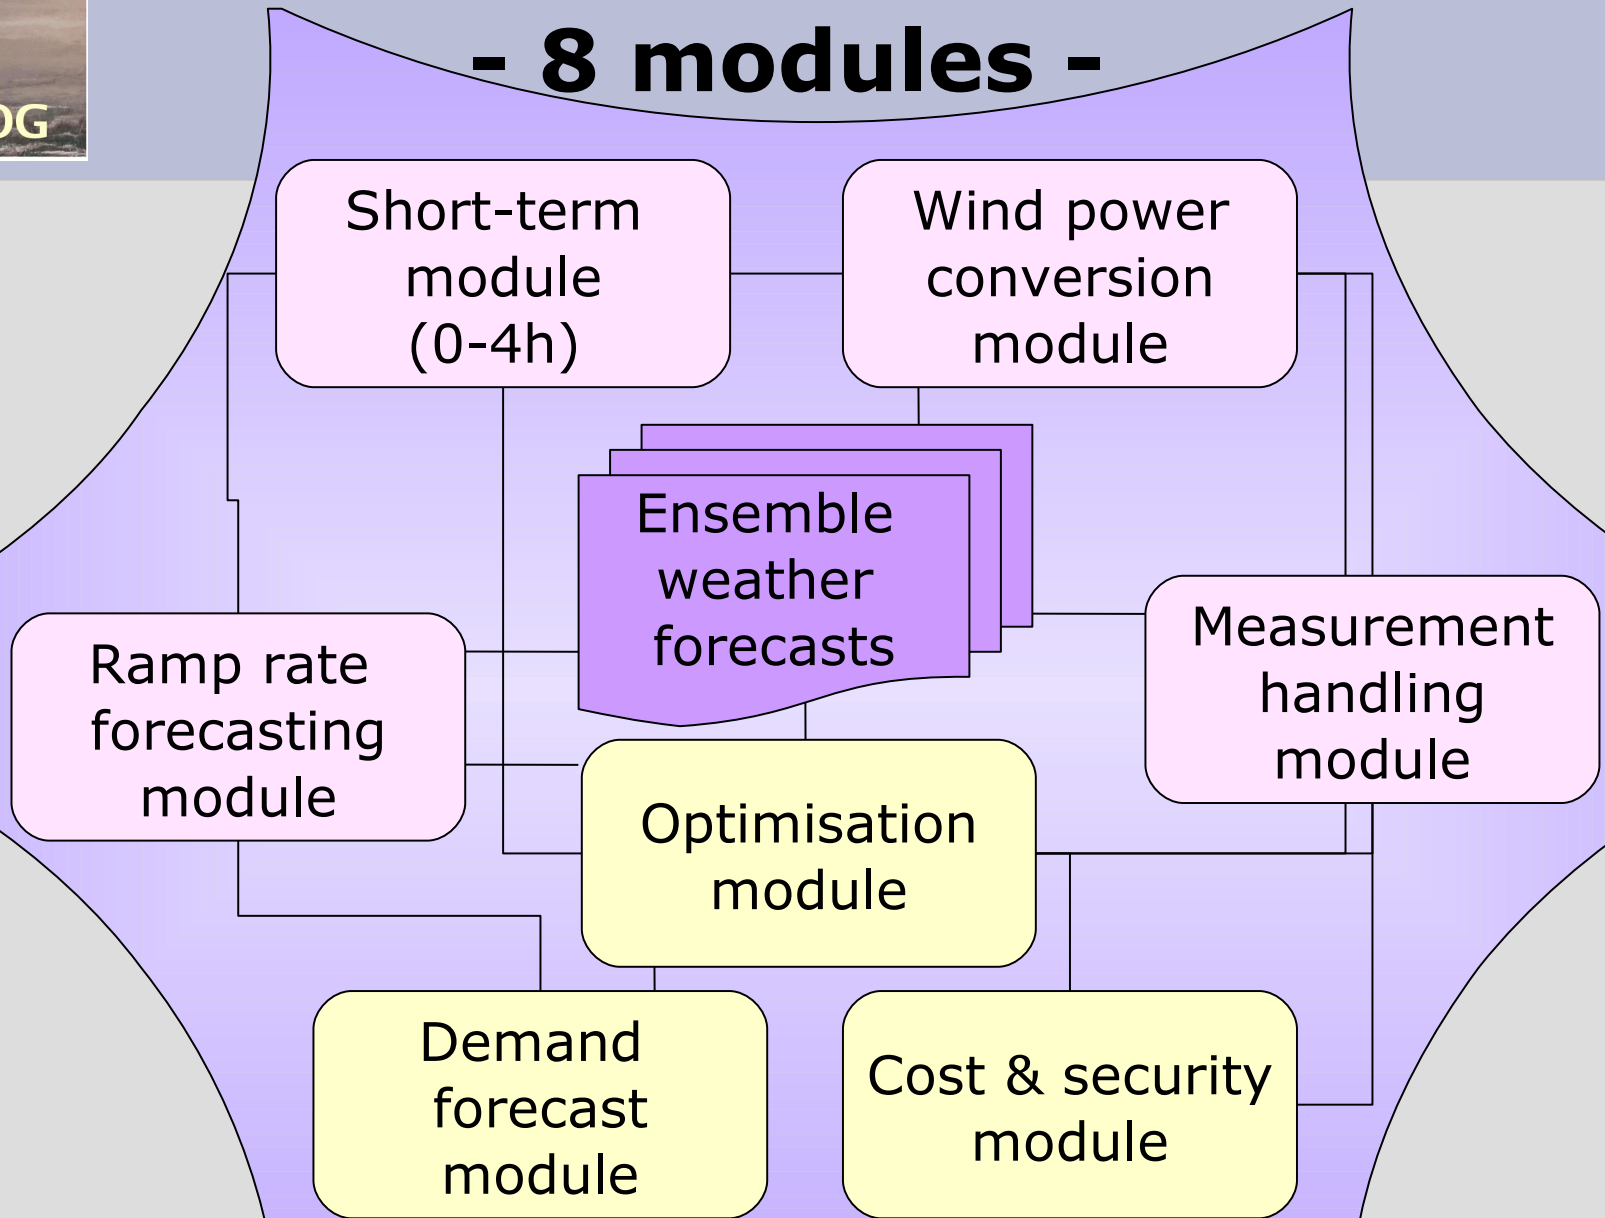 - 8 modules -
Short-term
module
(0-4h)
Wind power
conversion
module
Ensemble
weather
forecasts
Ramp rate
forecasting
module
Measurement
handling
module
Optimisation
module
Demand
forecast
module
Cost & security
module